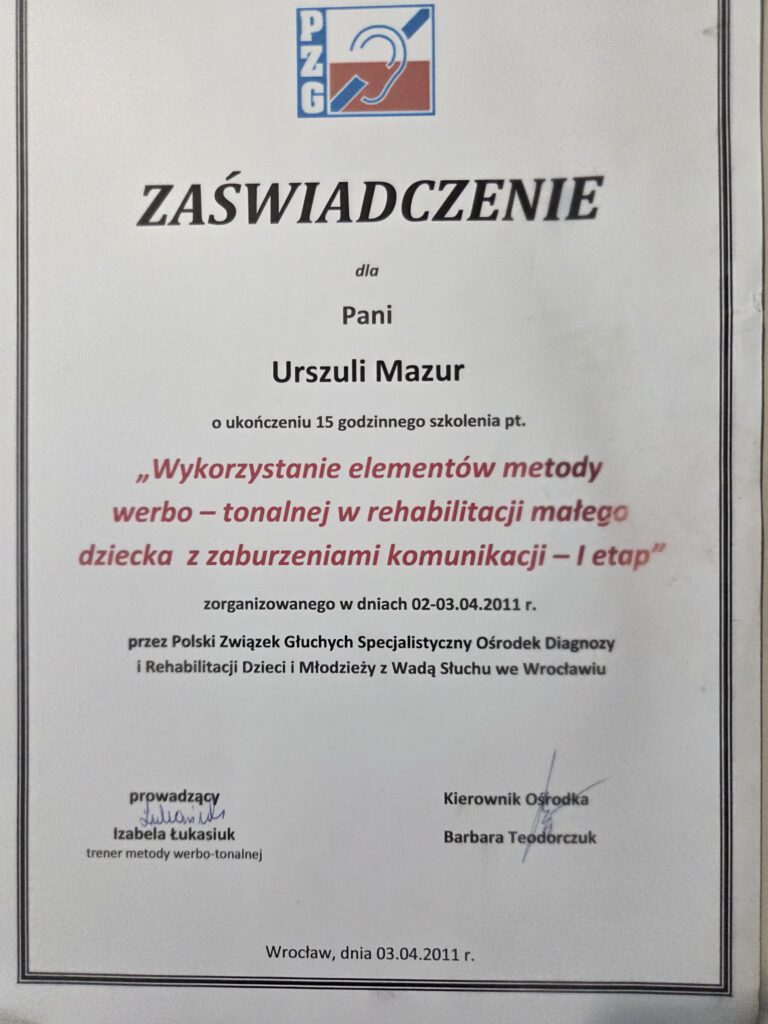 PZG
ZAŚWIADCZENIE
dla
Pani
Urszuli Mazur
o ukończeniu 15 godzinnego szkolenia pt.
„Wykorzystanie elementów metody
werbo – tonalnej w rehabilitacji małego
dziecka z zaburzeniami komunikacji – I etap”
zorganizowanego w dniach 02-03.04.2011 r.
przez Polski Związek Głuchych Specjalistyczny Ośrodek Diagnozy
i Rehabilitacji Dzieci i Młodzieży z Wadą Słuchu we Wrocławiu
prowadzący
Izabela Łukasiuk
trener metody werbo-tonalnej
Kierownik Ośrodka
Barbara Teodorczuk
Wrocław, dnia 03.04.2011 r.